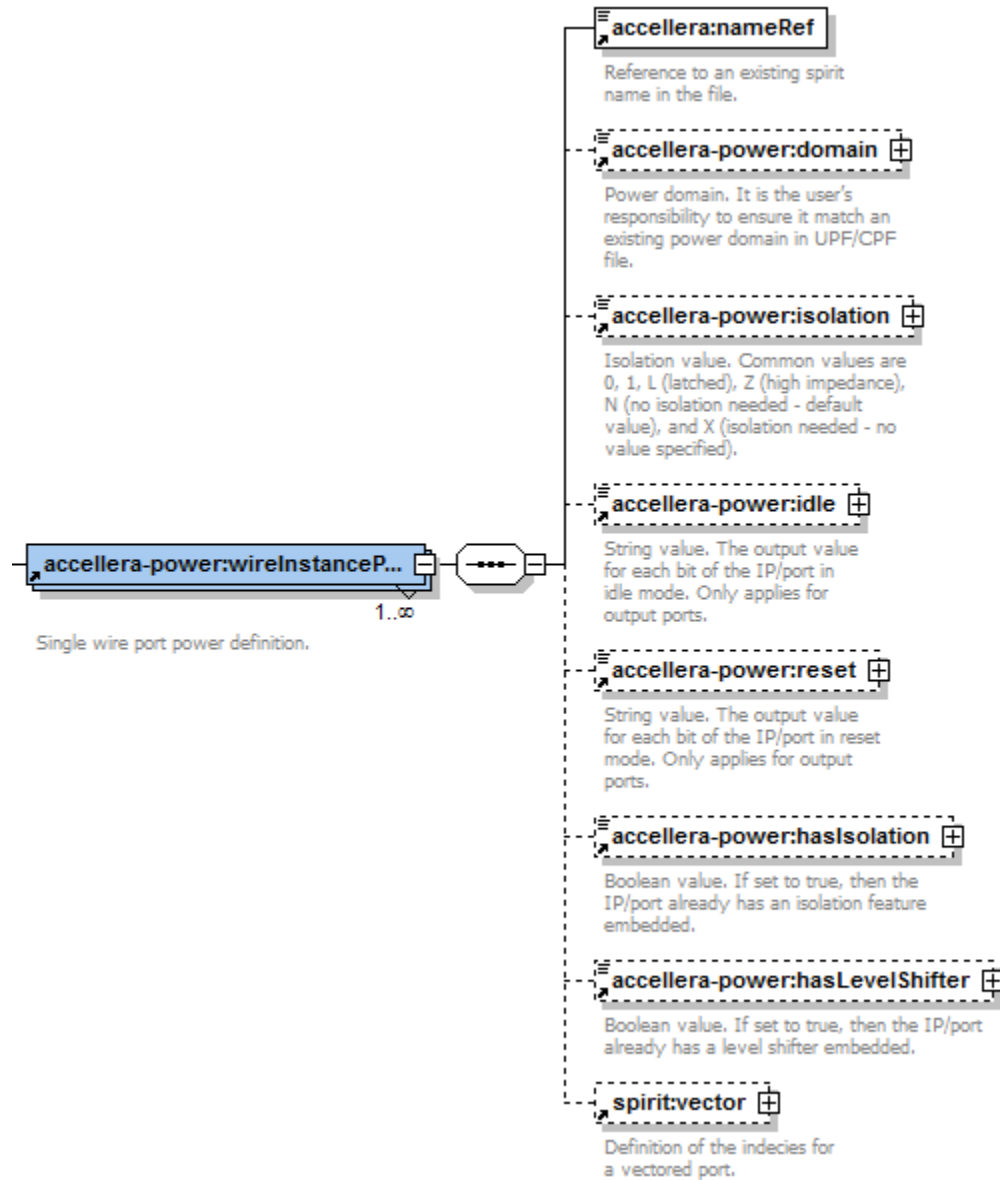 accellera:nameRef
Reference to an existing spirit
name in the file.
accellera-power:domain
Power domain. It is the user's
responsibility to ensure it match an
existing power domain in UPF/CPF
file.
accellera-power:isolation
Isolation value. Common values are
0, 1, L (latched), Z (high impedance),
N (no isolation needed - default
value), and X (isolation needed - no
value specified).
accellera-power:idle
String value. The output value
for each bit of the IP/port in
idle mode. Only applies for
output ports.
accellera-power:wireInstanceP...
1..∞
Single wire port power definition.
accellera-power:reset
String value. The output value
for each bit of the IP/port in reset
mode. Only applies for output
ports.
accellera-power:hasIsolation
Boolean value. If set to true, then the
IP/port already has an isolation feature
embedded.
accellera-power:hasLevelShifter
Boolean value. If set to true, then the IP/port
already has a level shifter embedded.
spirit:vector
Definition of the indecies for
a vectored port.